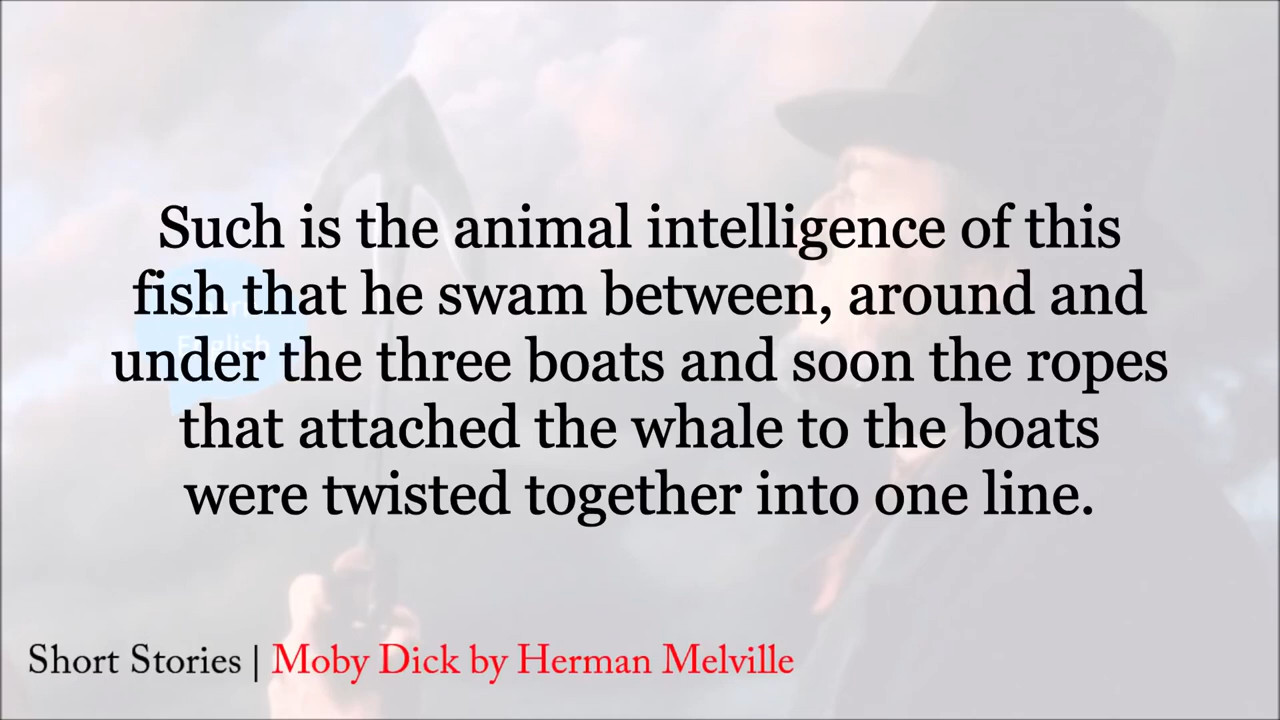 Such is the animal intelligence of this
fish that he swam between, around and
under the three boats and soon the ropes
that attached the whale to the boats
were twisted together into one line.
English
Short Stories | Moby Dick by Herman Melville